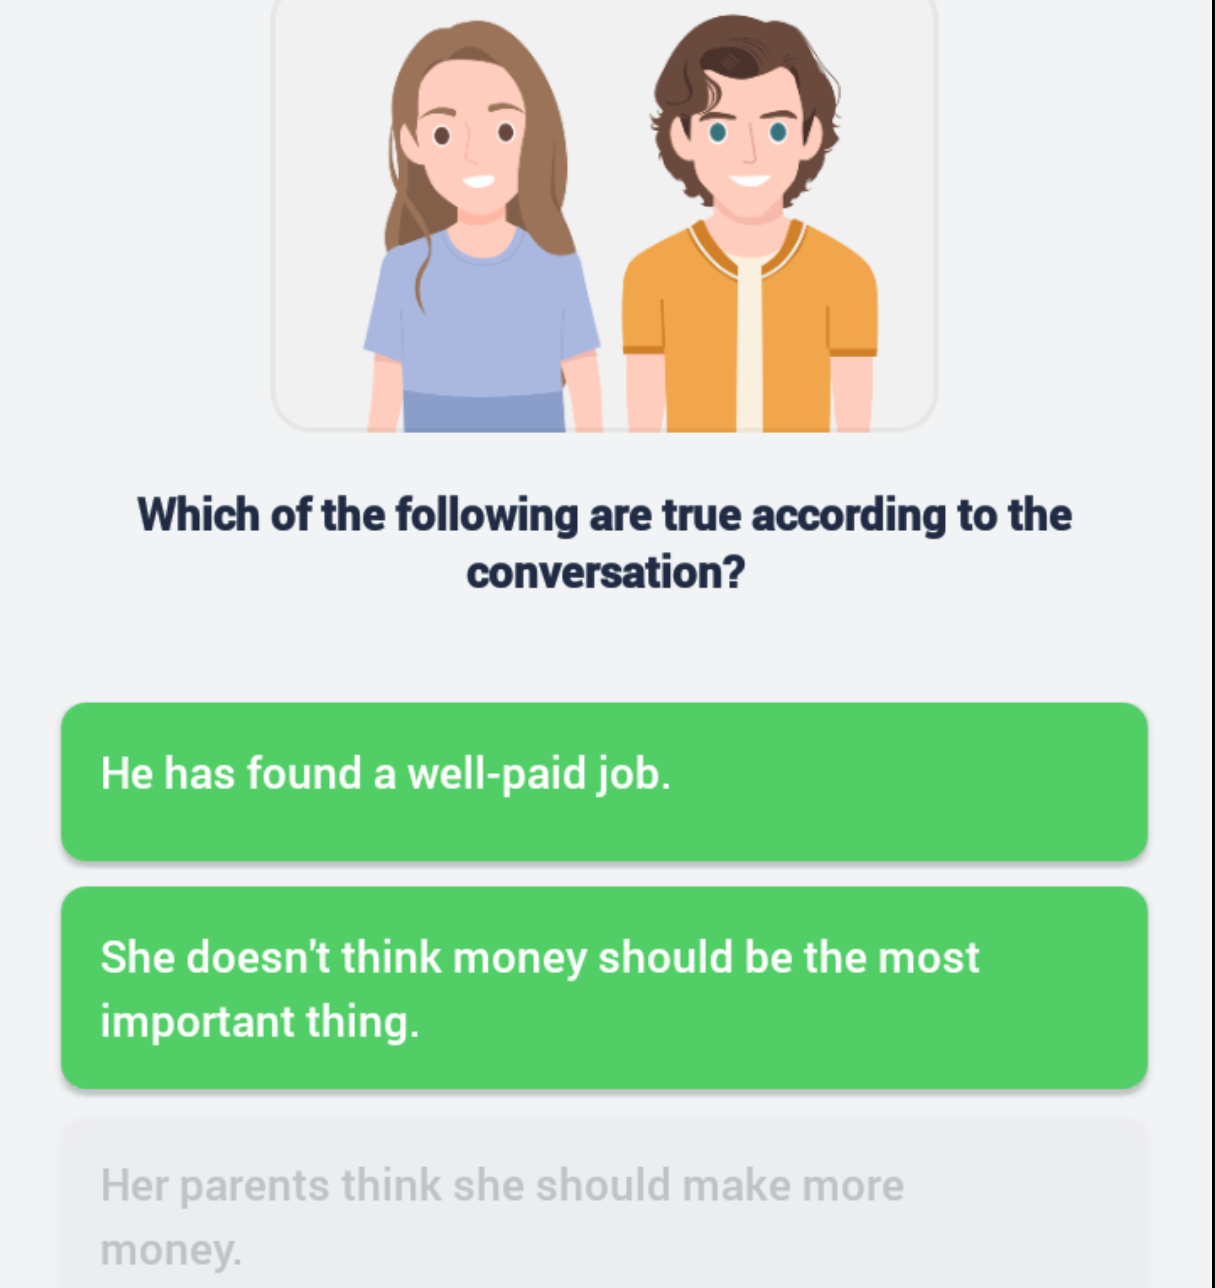 Which of the following are true according to the
conversation?
He has found a well-paid job.
She doesn't think money should be the most
important thing.
Her parents think she should make more
money.